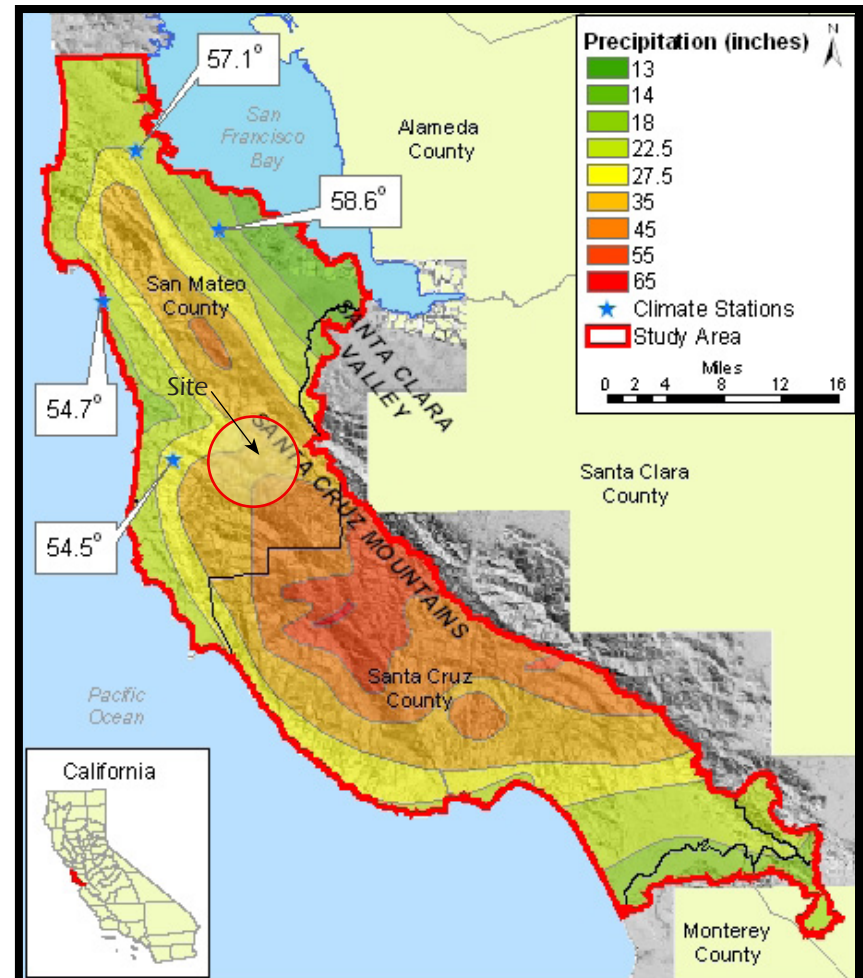 57.1°
San
Francisco
Bay
Alameda
County
58.6°
San Mateo
County
SANTA CLARA
VALLEY
54.7°
Site
SANTA CRUZ MOUNTAINS
54.5°
Santa Clara
County
Santa Cruz
County
Pacific
Ocean
Monterey
County
California
Precipitation (inches)
N
13
14
18
22.5
27.5
35
45
55
65
Climate Stations
Study Area
Miles
0 2 4 8 12 16